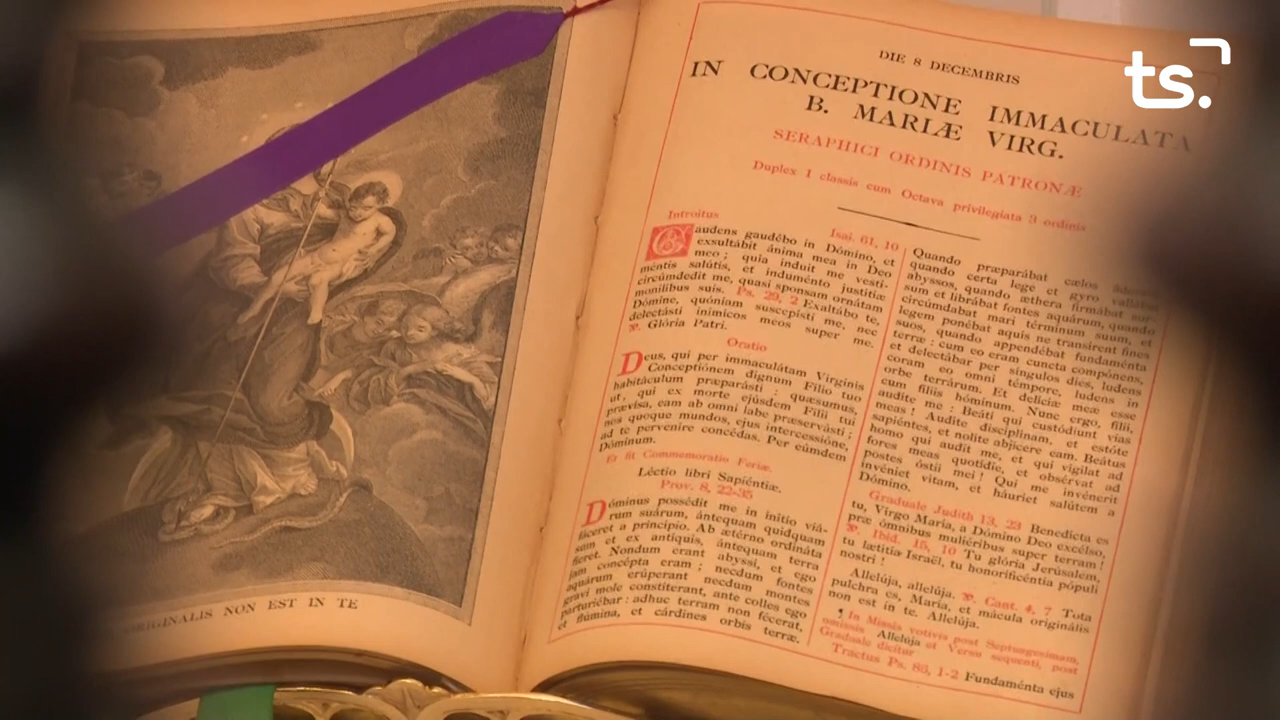 ts.
ORIGINALIS NON EST IN TE
DIE 8 DECEMBRIS
IN CONCEPTIONE IMMACULATA
B. MARIÆ VIRG.
SERAPHICI ORDINIS PATRONÆ
Duplex I classis cum Octava privilegiata 3 ordinis
Introitus Isai. 61, 10
Gaudens gaudébo in Dómino, et
exsultábit ánima mea in Deo
meo ; quia índuit me vesti-
méntis salútis, et induménto justítiæ
circúmdedit me, quasi sponsam ornátam
monílibus suis. Ps. 29, 2 Exaltábo te,
Dómine, quóniam suscepísti me, nec
delectásti inimícos meos super me.
℣. Glória Patri.
Oratio
Deus, qui per immaculátam Vírginis
Conceptiónem dignum Fílio tuo
habitáculum præparásti : quæsumus,
ut, qui ex morte ejúsdem Fílii tui
prævísa, eam ab omni labe præservásti ;
nos quoque mundos, ejus intercessióne,
ad te perveníre concédas. Per eúmdem
Dóminum.
Et fit Commemoratio Feriæ.
Léctio libri Sapiéntiæ.
Prov. 8, 22-35
Dóminus possédit me in inítio viá-
rum suárum, ántequam quidquam
fáceret a princípio. Ab ætérno ordináta
sum et ex antíquis, ántequam terra
fíeret. Nondum erant abýssi, et ego
jam concépta eram ; necdum fontes
aquárum erúperant necdum montes
gravi mole constíterant, ante colles ego
parturiébar : adhuc terram non fécerat,
et flúmina, et cárdines orbis terræ.
Quando præparábat cælos áderam
quando certa lege et gyro vallábat
abýssos, quando æthera firmábat sur-
sum et librábat fontes aquárum, quando
circúmdabat mari términum suum, et
legem ponébat aquis ne transírent fines
suos, quando appendébat fundaménta
terræ : cum eo eram cuncta compónens,
et delectábar per síngulos dies, ludens
coram eo omni témpore, ludens in
orbe terrárum. Et delíciæ meæ esse
cum fíliis hóminum. Nunc ergo, fílii,
audíte me : Beáti qui custódiunt vias
meas ! Audíte disciplínam, et estóte
sapiéntes, et nolíte abjícere eam. Beátus
homo qui audit me, et qui vígilat ad
fores meas quotídie, et obsérvat ad
postes óstii mei ! Qui me invénerit
invéniet vitam, et háuriet salútem a
Dómino.
Graduale Judith 13, 23 Benedícta es
tu, Virgo María, a Dómino Deo excélso,
præ ómnibus muliéribus super terram !
℣. Ibid. 15, 10 Tu glória Jerúsalem,
tu lætítia Israël, tu honorificéntia pópuli
nostri !
Allelúja, allelúja. ℣. Cant. 4, 7 Tota
pulchra es, María, et mácula originális
non est in te. Allelúja.
¶ In Missis votivis post Septuagesimam,
omissis Allelúja et Versu sequenti, post
Graduale dicitur
Tractus Ps. 86, 1-2 Fundaménta ejus